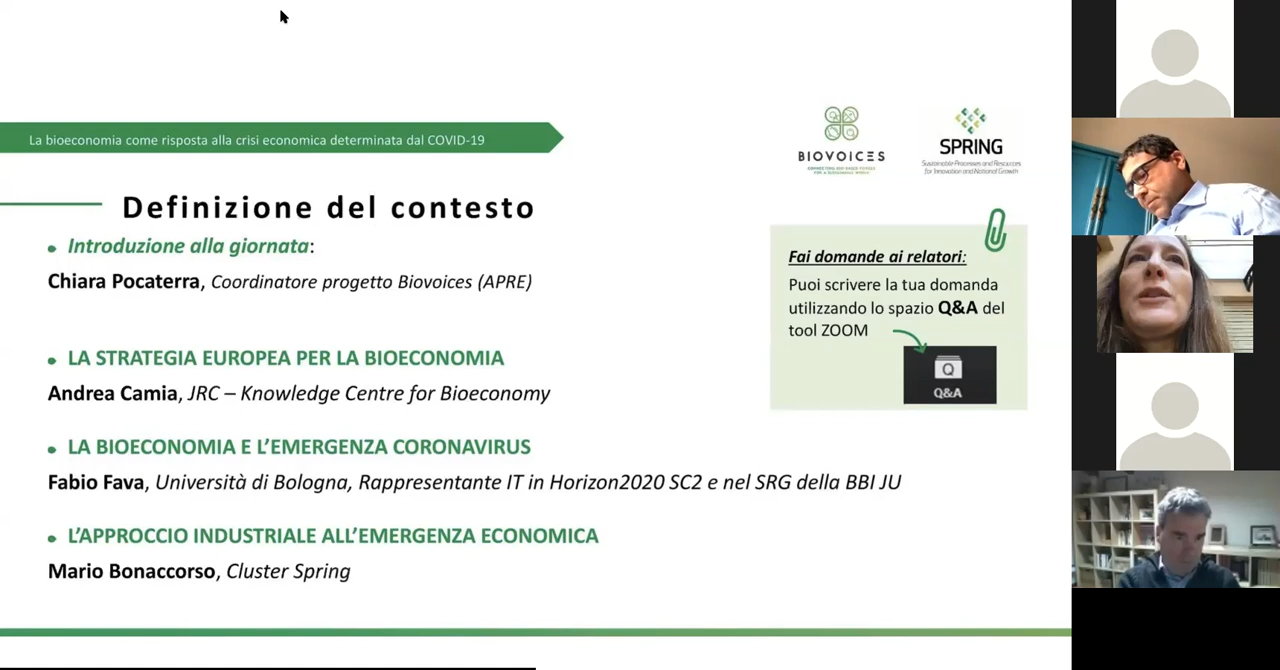 La bioeconomia come risposta alla crisi economica determinata dal COVID-19
BIOVOICES
SPRING
Sustainable Processes and Resources
for Innovation and National Growth
Definizione del contesto
Introduzione alla giornata:
Chiara Pocaterra, Coordinatore progetto Biovoices (APRE)
LA STRATEGIA EUROPEA PER LA BIOECONOMIA
Andrea Camia, JRC – Knowledge Centre for Bioeconomy
LA BIOECONOMIA E L’EMERGENZA CORONAVIRUS
Fabio Fava, Università di Bologna, Rappresentante IT in Horizon2020 SC2 e nel SRG della BBI JU
L’APPROCCIO INDUSTRIALE ALL’EMERGENZA ECONOMICA
Mario Bonaccorso, Cluster Spring
Fai domande ai relatori:
Puoi scrivere la tua domanda
utilizzando lo spazio Q&A del
tool ZOOM
Q
Q&A